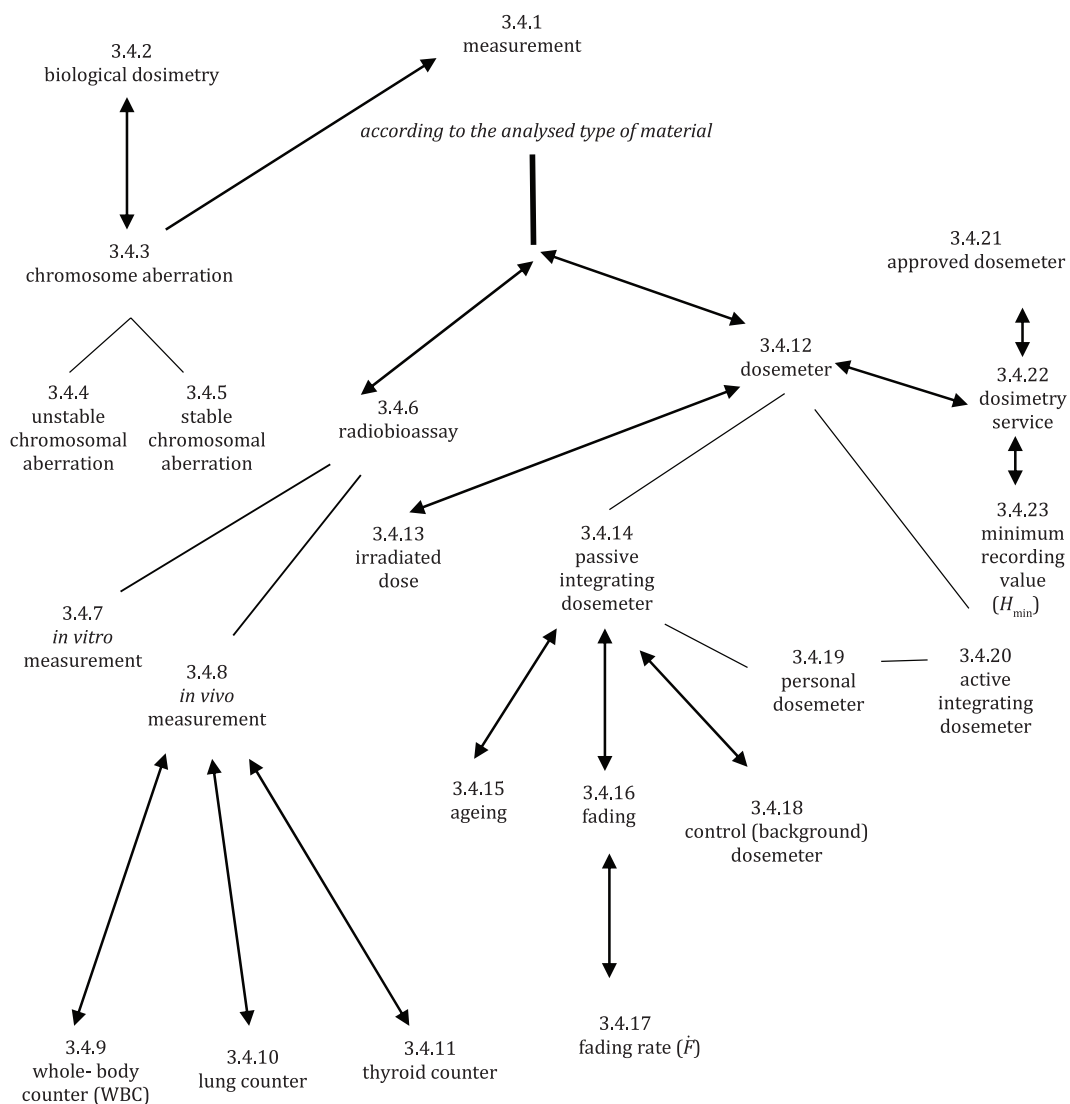 3.4.1
measurement
3.4.2
biological dosimetry
according to the analysed type of material
3.4.3
chromosome aberration
3.4.21
approved dosemeter
3.4.12
dosemeter
3.4.22
dosimetry
service
3.4.4
unstable
chromosomal
aberration
3.4.5
stable
chromosomal
aberration
3.4.6
radiobioassay
3.4.13
irradiated
dose
3.4.14
passive
integrating
dosemeter
3.4.23
minimum
recording
value
(H_min)
3.4.7
in vitro
measurement
3.4.8
in vivo
measurement
3.4.19
personal
dosemeter
3.4.20
active
integrating
dosemeter
3.4.15
ageing
3.4.16
fading
3.4.18
control (background)
dosemeter
3.4.9
whole- body
counter (WBC)
3.4.10
lung counter
3.4.11
thyroid counter
3.4.17
fading rate (Ḟ)